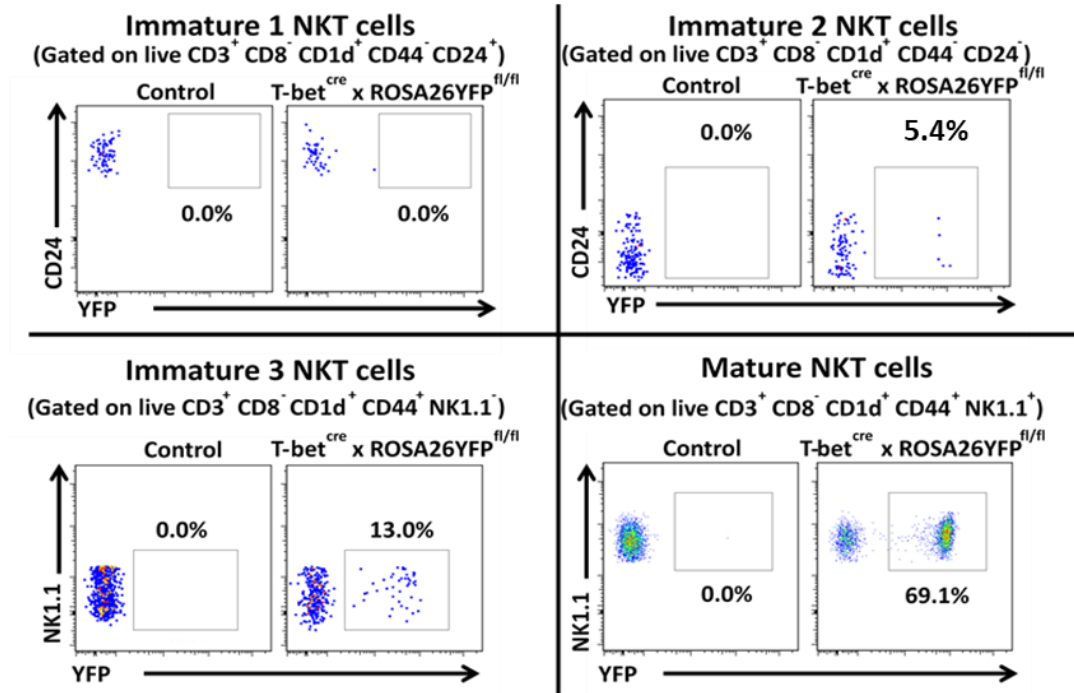 Immature 1 NKT cells
(Gated on live CD3⁺ CD8⁻ CD1d⁺ CD44⁻ CD24⁺)
Control
T-betᶜʳᵉ x ROSA26YFPᶠˡ/ᶠˡ
0.0%
0.0%
CD24
YFP
Immature 2 NKT cells
(Gated on live CD3⁺ CD8⁻ CD1d⁺ CD44⁻ CD24⁻)
Control
T-betᶜʳᵉ x ROSA26YFPᶠˡ/ᶠˡ
0.0%
5.4%
CD24
YFP
Immature 3 NKT cells
(Gated on live CD3⁺ CD8⁻ CD1d⁺ CD44⁺ NK1.1⁻)
Control
T-betᶜʳᵉ x ROSA26YFPᶠˡ/ᶠˡ
0.0%
13.0%
NK1.1
YFP
Mature NKT cells
(Gated on live CD3⁺ CD8⁻ CD1d⁺ CD44⁺ NK1.1⁺)
Control
T-betᶜʳᵉ x ROSA26YFPᶠˡ/ᶠˡ
0.0%
69.1%
NK1.1
YFP